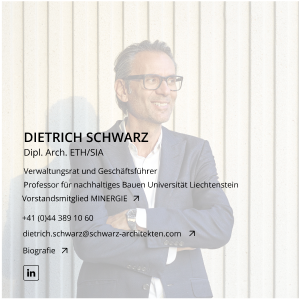 DIETRICH SCHWARZ
Dipl. Arch. ETH/SIA
Verwaltungsrat und Geschäftsführer
Professor für nachhaltiges Bauen Universität Liechtenstein
Vorstandsmitglied MINERGIE ↗
+41 (0)44 389 10 60
dietrich.schwarz@schwarz-architekten.com ↗
Biografie ↗
in